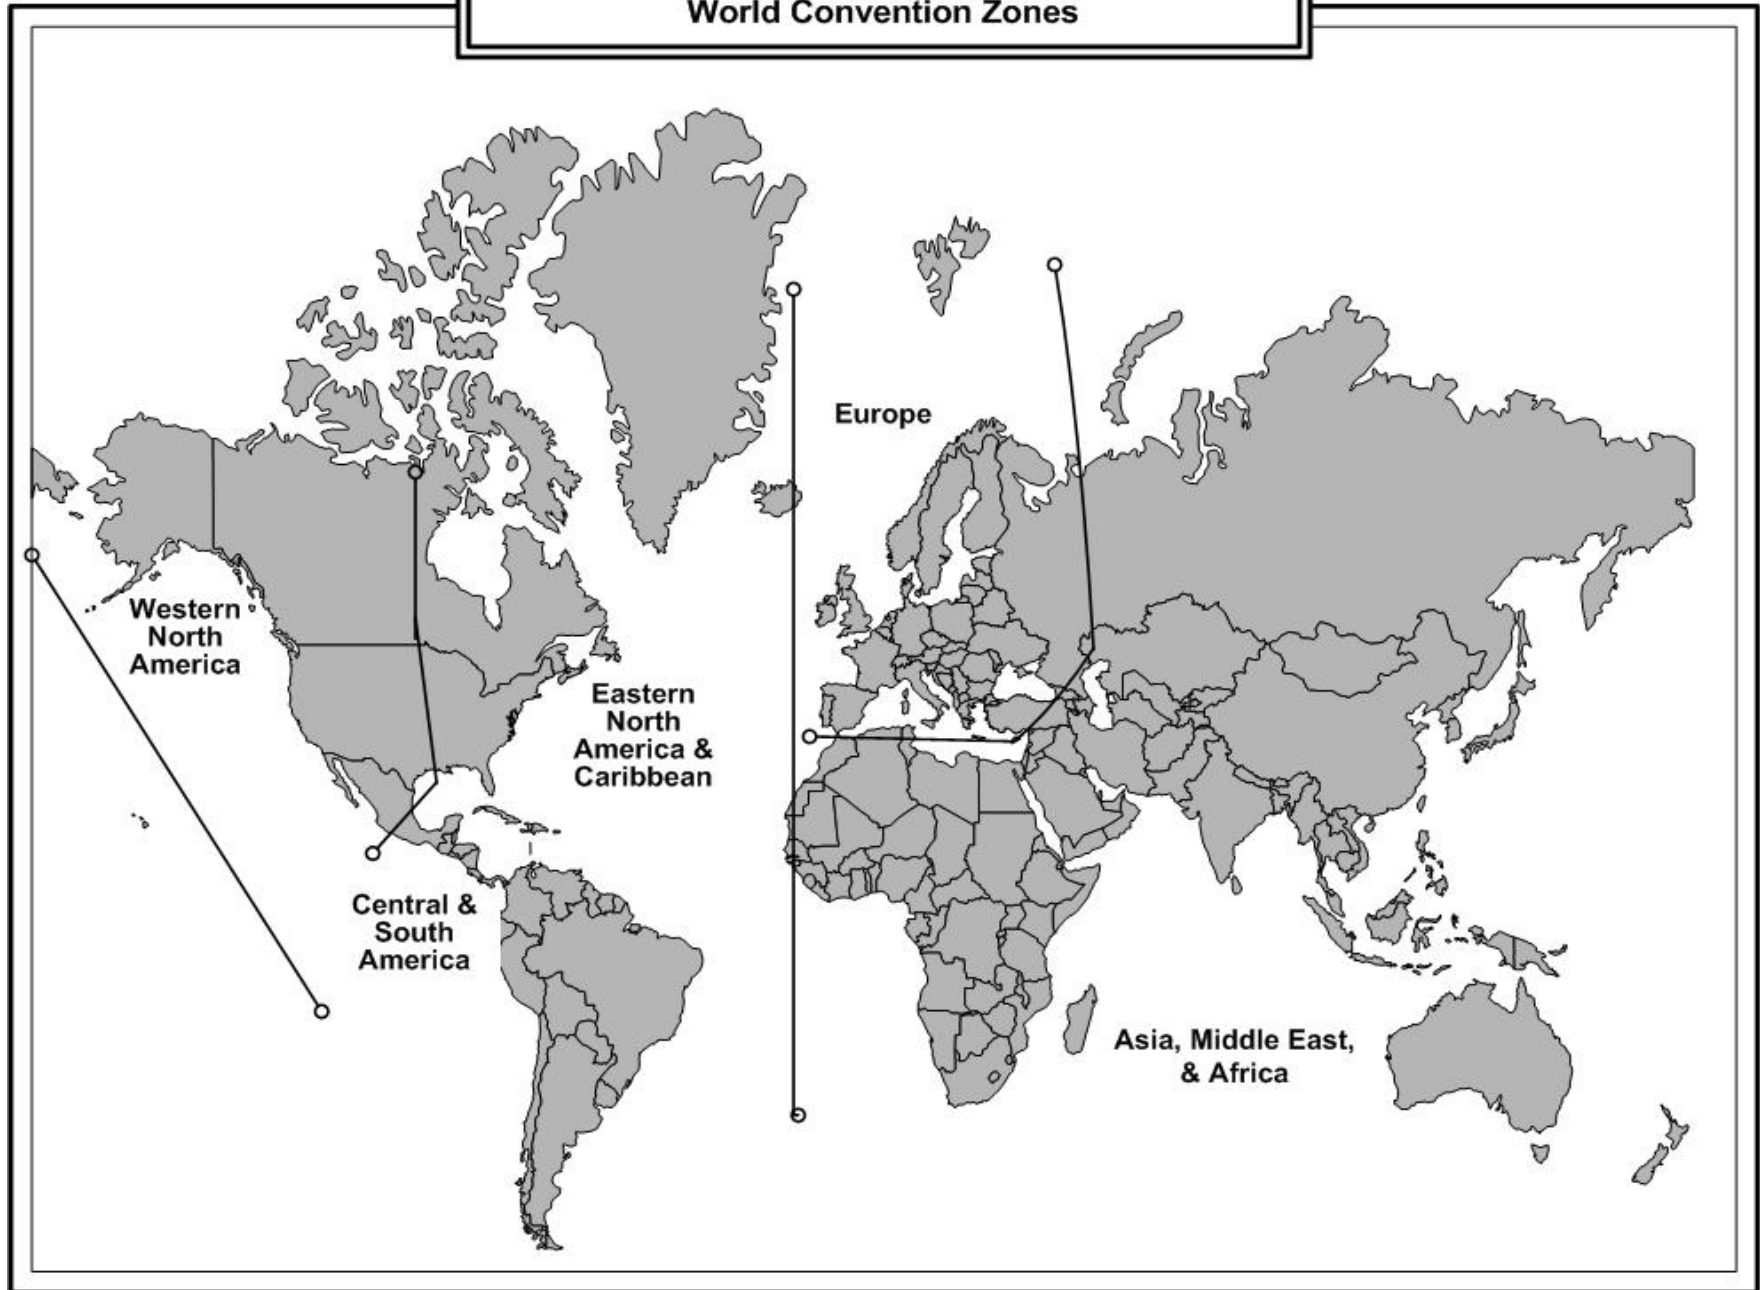 World Convention Zones
Europe
Western
North
America
Eastern
North
America &
Caribbean
Central &
South
America
Asia, Middle East,
& Africa